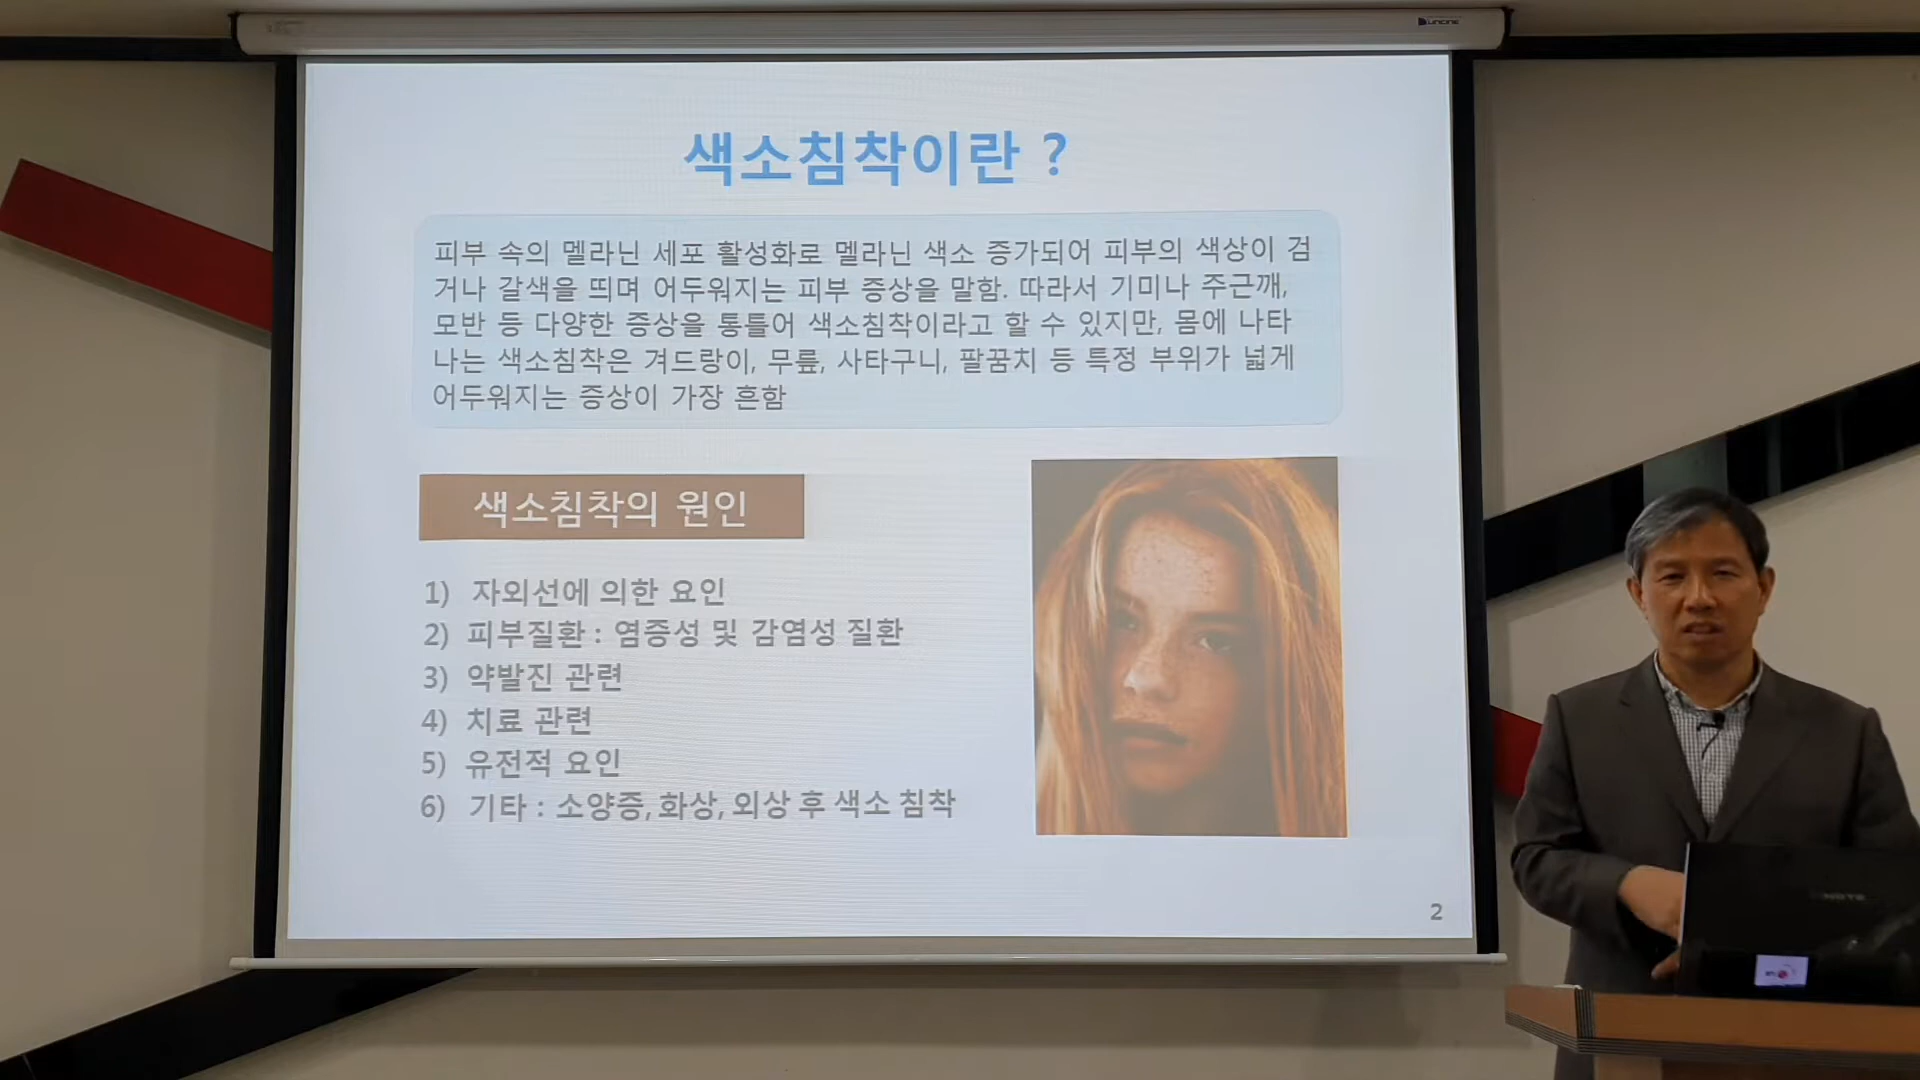 색소침착이란 ?
피부 속의 멜라닌 세포 활성화로 멜라닌 색소 증가되어 피부의 색상이 검
거나 갈색을 띄며 어두워지는 피부 증상을 말함. 따라서 기미나 주근깨,
모반 등 다양한 증상을 통틀어 색소침착이라고 할 수 있지만, 몸에 나타
나는 색소침착은 겨드랑이, 무릎, 사타구니, 팔꿈치 등 특정 부위가 넓게
어두워지는 증상이 가장 흔함
색소침착의 원인
1) 자외선에 의한 요인
2) 피부질환 : 염증성 및 감염성 질환
3) 약발진 관련
4) 치료 관련
5) 유전적 요인
6) 기타 : 소양증, 화상, 외상 후 색소 침착
2